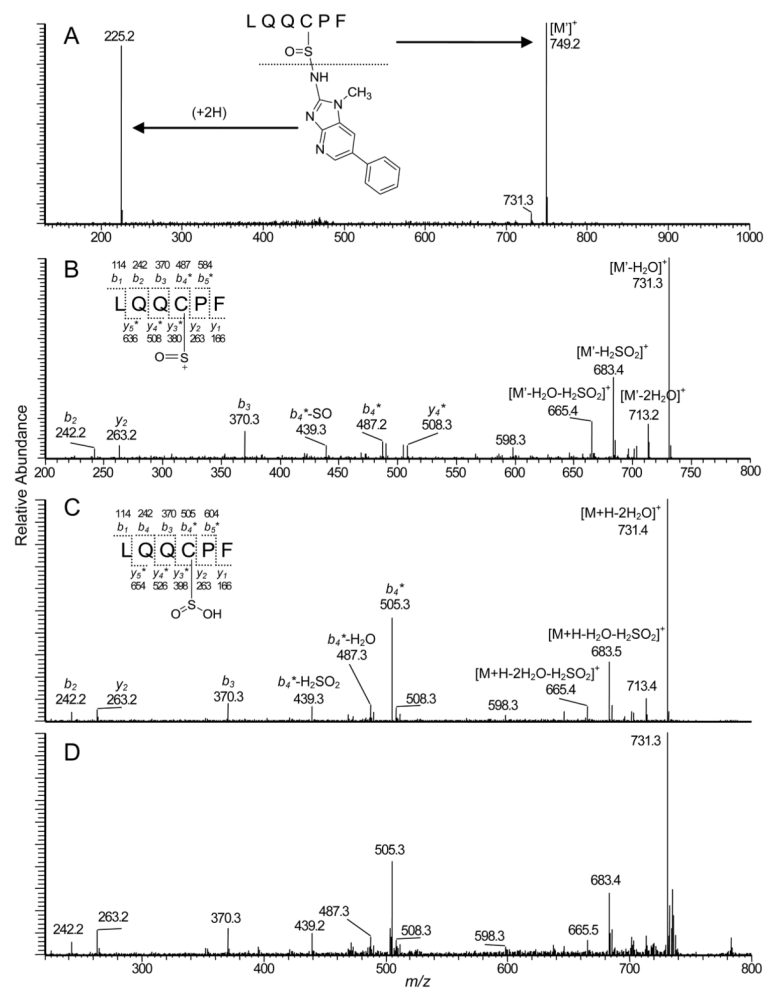 A
225.2
L Q Q C P F
O=S
NH
CH3
N
N
N
(+2H)
[M']+
749.2
731.3
200 300 400 500 600 700 800 900 1000
B
114 242 370 487 584
b1 b2 b3 b4* b5*
L Q Q C P F
y5* y4* y3* y2 y1
636 508 380 263 166
O=S
+
[M'-H2O]+
731.3
[M'-H2SO2]+
683.4
[M'-H2O-H2SO2]+
665.4
[M'-2H2O]+
713.2
b2
242.2
y2
263.2
b3
370.3
b4*-SO
439.3
b4*
487.2
y4*
508.3
598.3
200 250 300 350 400 450 500 550 600 650 700 750 800
Relative Abundance
C
114 242 370 505 604
b1 b4 b3 b4* b5*
L Q Q C P F
y5* y4* y3* y2 y1
654 526 398 263 166
O=S OH
[M+H-2H2O]+
731.4
b4*
505.3
b4*-H2O
487.3
[M+H-H2O-H2SO2]+
683.5
[M+H-2H2O-H2SO2]+
665.4
713.4
b2
242.2
y2
263.2
b3
370.3
b4*-H2SO2
439.3
508.3
598.3
D
731.3
505.3
683.4
242.2
263.2
370.3
439.2
487.3
508.3
598.3
665.5
300 400 500 600 700 800
m/z